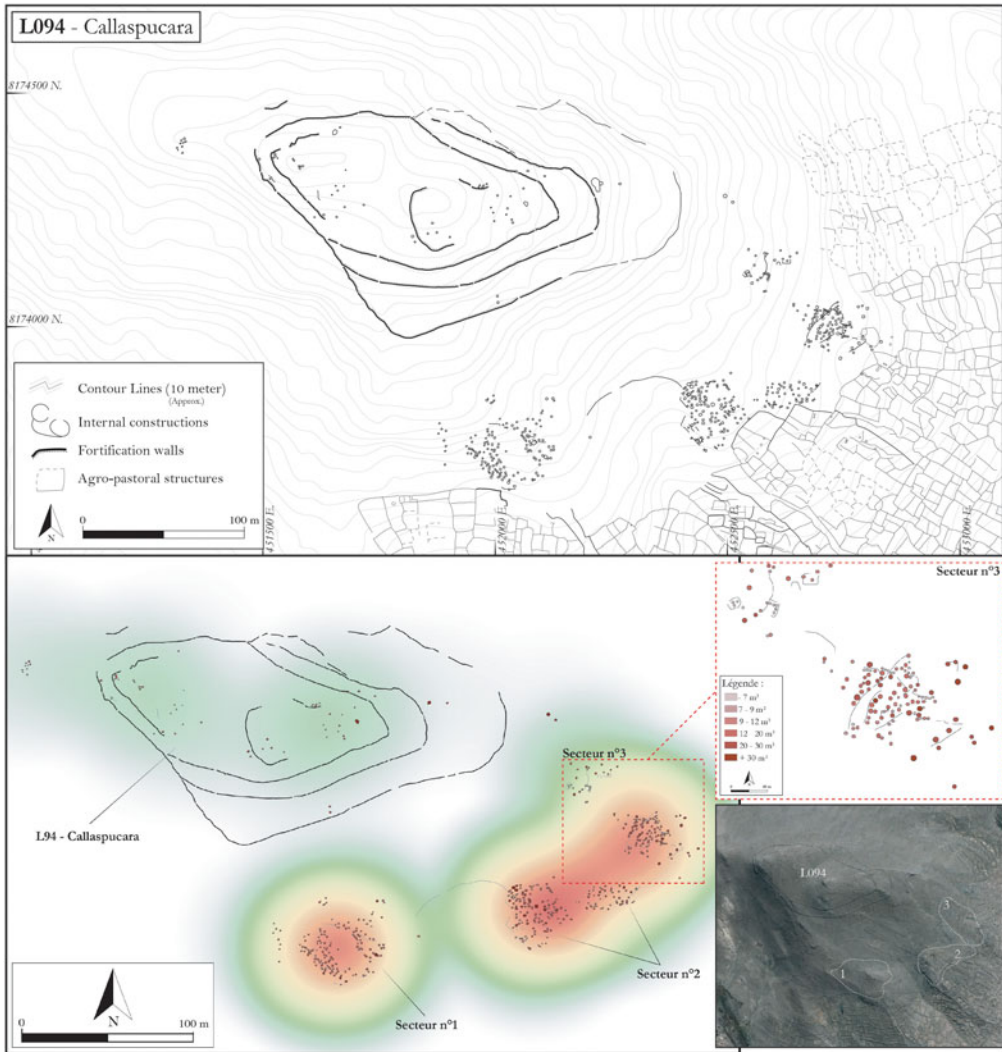 L094 - Callaspucara
8174500 N.
8174000 N.
Contour Lines (10 meter)
(Approx.)
Internal constructions
Fortification walls
Agro-pastoral structures
N
0 100 m
451500 E.
452000 E.
452500 E.
453000 E.
Secteur n°3
Légende :
- 7 m²
7 - 9 m²
9 - 12 m²
12 - 20 m²
20 - 30 m²
+ 30 m²
N
Secteur n°3
L94 - Callaspucara
Secteur n°2
Secteur n°1
N
0 100 m
L094
3
2
1